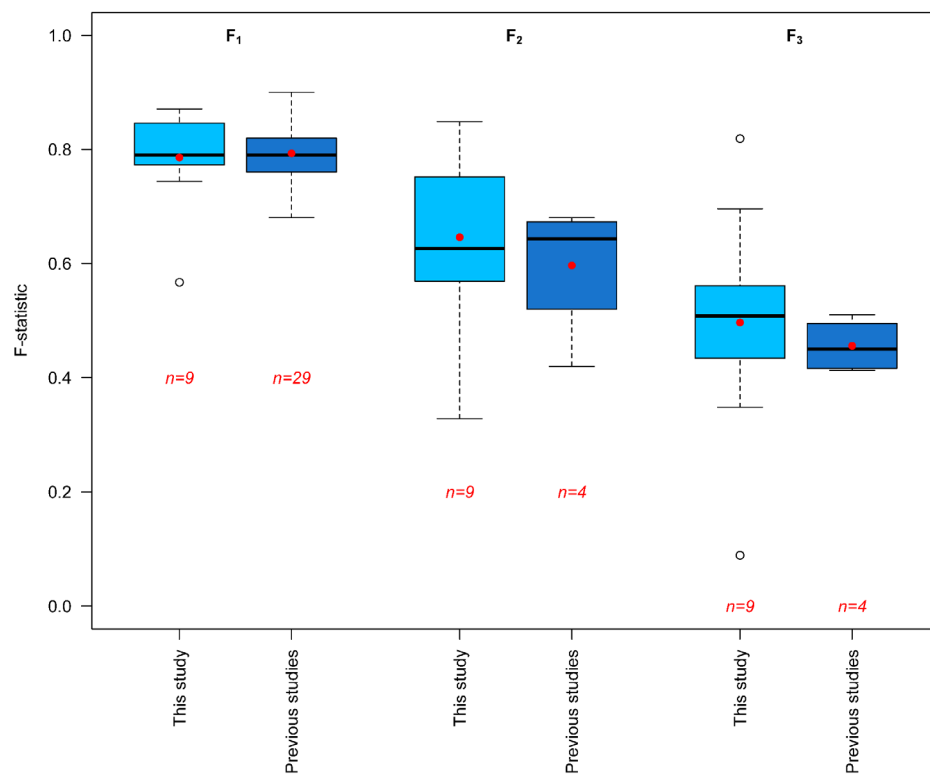 F₁ F₂ F₃
1.0
0.8
0.6
0.4
0.2
0.0
F-statistic
n=9 n=29
n=9 n=4
n=9 n=4
This study
Previous studies
This study
Previous studies
This study
Previous studies